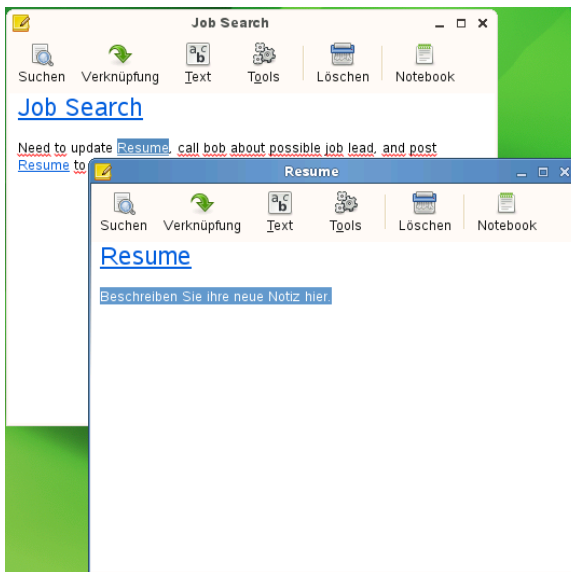 Job Search
Suchen Verknüpfung Text Tools Löschen Notebook
Job Search
Need to update Resume, call bob about possible job lead, and post
Resume to
Resume
Suchen Verknüpfung Text Tools Löschen Notebook
Resume
Beschreiben Sie ihre neue Notiz hier.